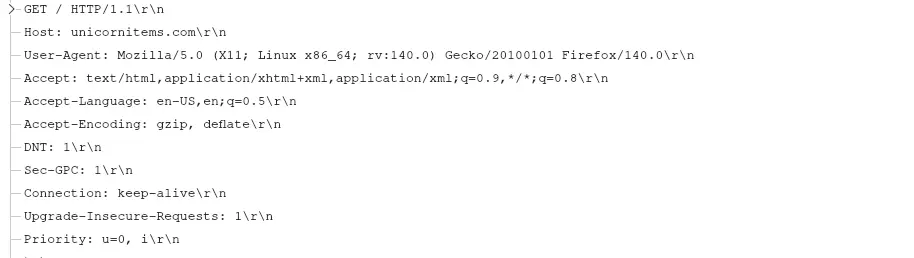 GET / HTTP/1.1\r\n
Host: unicornitems.com\r\n
User-Agent: Mozilla/5.0 (X11; Linux x86_64; rv:140.0) Gecko/20100101 Firefox/140.0\r\n
Accept: text/html,application/xhtml+xml,application/xml;q=0.9,*/*;q=0.8\r\n
Accept-Language: en-US,en;q=0.5\r\n
Accept-Encoding: gzip, deflate\r\n
DNT: 1\r\n
Sec-GPC: 1\r\n
Connection: keep-alive\r\n
Upgrade-Insecure-Requests: 1\r\n
Priority: u=0, i\r\n